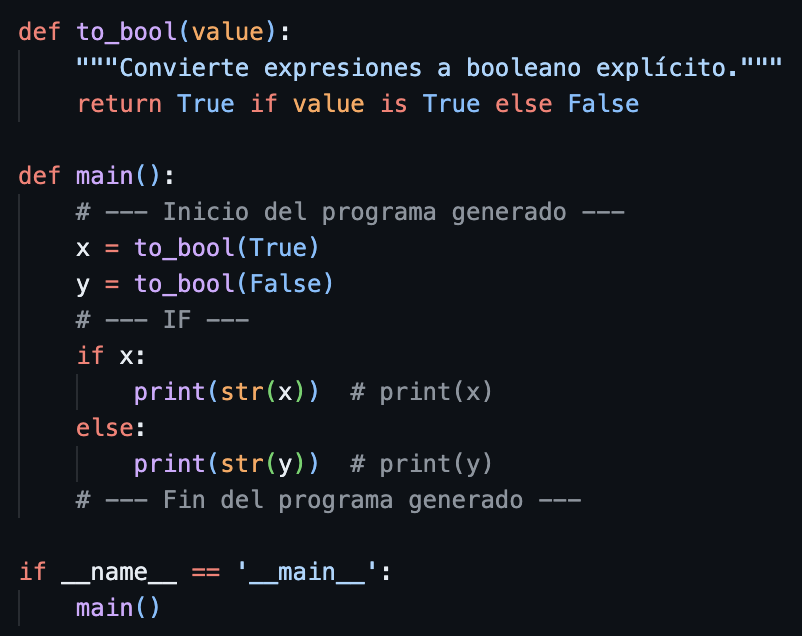 def to_bool(value):
    """Convierte expresiones a booleano explícito."""
    return True if value is True else False

def main():
    # --- Inicio del programa generado ---
    x = to_bool(True)
    y = to_bool(False)
    # --- IF ---
    if x:
        print(str(x))  # print(x)
    else:
        print(str(y))  # print(y)
    # --- Fin del programa generado ---

if __name__ == '__main__':
    main()